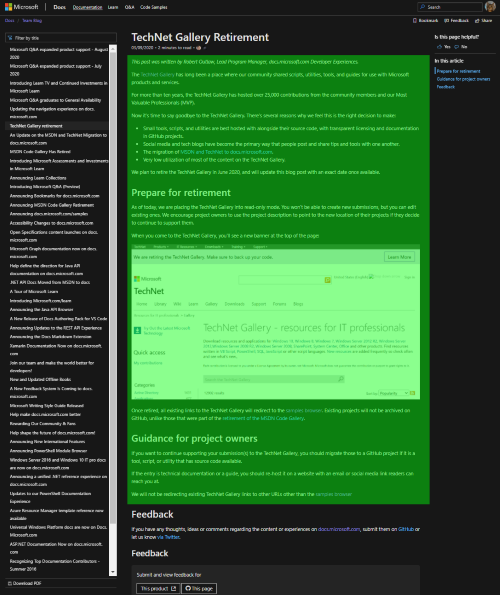 Microsoft Docs Documentation Learn Q&A Code Samples Search
Docs / Team Blog
Bookmark Feedback Share
Filter by title
Microsoft Q&A expanded product support - August
2020
Microsoft Q&A expanded product support - July
2020
Introducing Learn TV and Continued Investments in
Microsoft Learn
Microsoft Q&A graduates to General Availability
Updating the navigation experience on docs.
microsoft.com
TechNet Gallery retirement
An Update on the MSDN and TechNet Migration to
docs.microsoft.com
MSDN Code Gallery Has Retired
Introducing Microsoft Assessments and Investments
in Microsoft Learn
Announcing Learn Collections
Introducing Microsoft Q&A (Preview)
Announcing Bookmarks for Docs.microsoft.com
Announcing MSDN Code Gallery Retirement
Announcing docs.microsoft.com/samples
Accessibility Changes to docs.microsoft.com
Open Specifications content launches on docs.
microsoft.com
Microsoft Graph documentation now on docs.
microsoft.com
Help define the direction for Java API
documentation on docs.microsoft.com
.NET API Docs Moved from MSDN to docs
A Tour of Microsoft Learn
Introducing Microsoft.com/learn
Announcing the Java API Browser
A New Release of Docs Authoring Pack for VS Code
Announcing Updates to the REST API Experience
Announcing the Docs Markdown Extension
Xamarin Documentation Now on docs.microsoft.
com
Join our team and make the world better for
developers!
New and Updated Offline Books
A New Feedback System Is Coming to docs.
microsoft.com
Microsoft Writing Style Guide Released
Help make docs.microsoft.com better
Rewarding Our Community & Fans
Help shape the future of docs.microsoft.com!
Announcing New International Features
Announcing PowerShell Module Browser
Windows Server 2016 and Windows 10 IT pro docs
are now on docs.microsoft.com
Announcing a unified .NET reference experience on
docs.microsoft.com
Updates to our PowerShell Documentation
Experience
Azure Resource Manager template reference now
available
Universal Windows Platform docs are now on Docs.
Microsoft.com
ASP.NET Documentation Now on docs.microsoft.
com
Recognizing Top Documentation Contributors -
Summer 2016
Download PDF
TechNet Gallery Retirement
05/05/2020 • 2 minutes to read
This post was written by Robert Outlaw, Lead Program Manager, docs.microsoft.com Developer Experiences.
The TechNet Gallery has long been a place where our community shared scripts, utilities, tools, and guides for use with Microsoft
products and services.
For more than ten years, the TechNet Gallery has hosted over 25,000 contributions from the community members and our Most
Valuable Professionals (MVP).
Now it's time to say goodbye to the TechNet Gallery. There's several reasons why we feel this is the right decision to make:
• Small tools, scripts, and utilities are best hosted with alongside their source code, with transparent licensing and documentation
in GitHub projects.
• Social media and tech blogs have become the primary way that people post and share tips and tools with one another.
• The migration of MSDN and TechNet to docs.microsoft.com.
• Very low utilization of most of the content on the TechNet Gallery.
We plan to retire the TechNet Gallery in June 2020, and will update this blog post with an exact date once available.
Prepare for retirement
As of today, we are placing the TechNet Gallery into read-only mode. You won't be able to create new submissions, but you can edit
existing ones. We encourage project owners to use the project description to point to the new location of their projects if they decide
to continue to support them.
When you come to the TechNet Gallery, you'll see a new banner at the top of the page:
We are retiring the TechNet Gallery. Make sure to back up your code. Learn More
Microsoft
TechNet
Home Library Wiki Learn Gallery Downloads Support Forums Blogs
TechNet Gallery - resources for IT professionals
Quick access
My contributions
Categories
Once retired, all existing links to the TechNet Gallery will redirect to the samples browser. Existing projects will not be archived on
GitHub, unlike those that were part of the retirement of the MSDN Code Gallery.
Guidance for project owners
If you want to continue supporting your submission(s) to the TechNet Gallery, you should migrate those to a GitHub project if it is a
tool, script, or utility that has source code available.
If the entry is technical documentation or a guide, you should re-host it on a website with an email or social media link readers can
reach you at.
We will not be redirecting existing TechNet Gallery links to other URLs other than the samples browser
Feedback
If you have any thoughts, ideas or comments regarding the content or experiences on docs.microsoft.com, submit them on GitHub or
let us know via Twitter.
Feedback
Submit and view feedback for
This product This page
Is this page helpful?
Yes No
In this article
Prepare for retirement
Guidance for project owners
Feedback